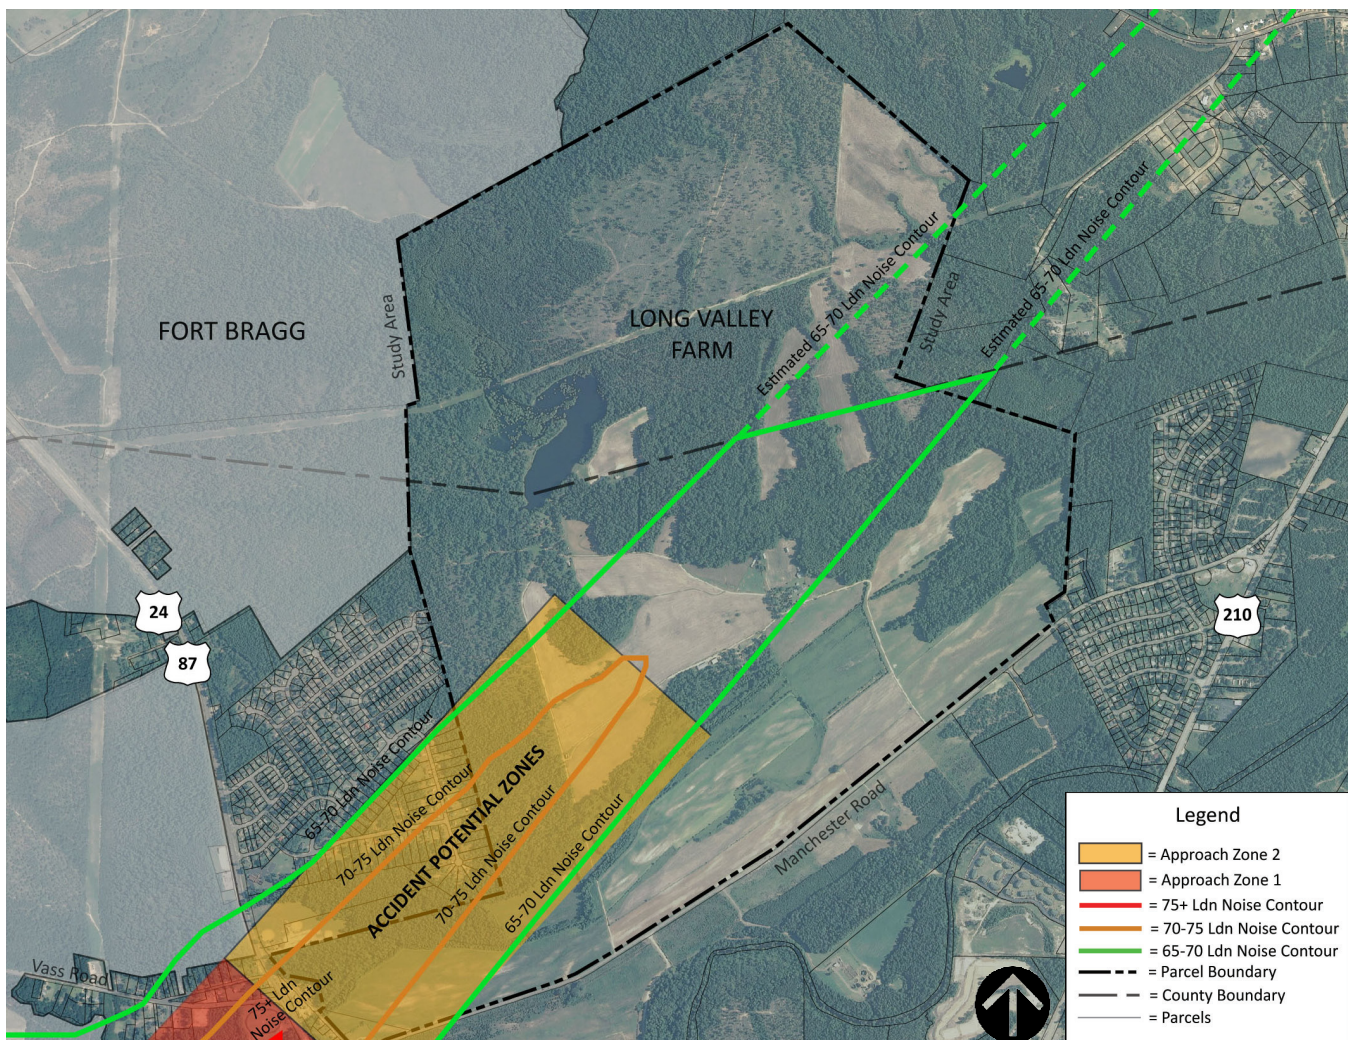 Estimated 65-70 Ldn Noise Contour
Estimated 65-70 Ldn Noise Contour
Study Area
Study Area
FORT BRAGG
LONG VALLEY
FARM
24
87
210
65-70 Ldn Noise Contour
70-75 Ldn Noise Contour
ACCIDENT POTENTIAL ZONES
70-75 Ldn Noise Contour
65-70 Ldn Noise Contour
Manchester Road
Vass Road
75+ Ldn
Noise Contour
Legend
= Approach Zone 2
= Approach Zone 1
= 75+ Ldn Noise Contour
= 70-75 Ldn Noise Contour
= 65-70 Ldn Noise Contour
= Parcel Boundary
= County Boundary
= Parcels